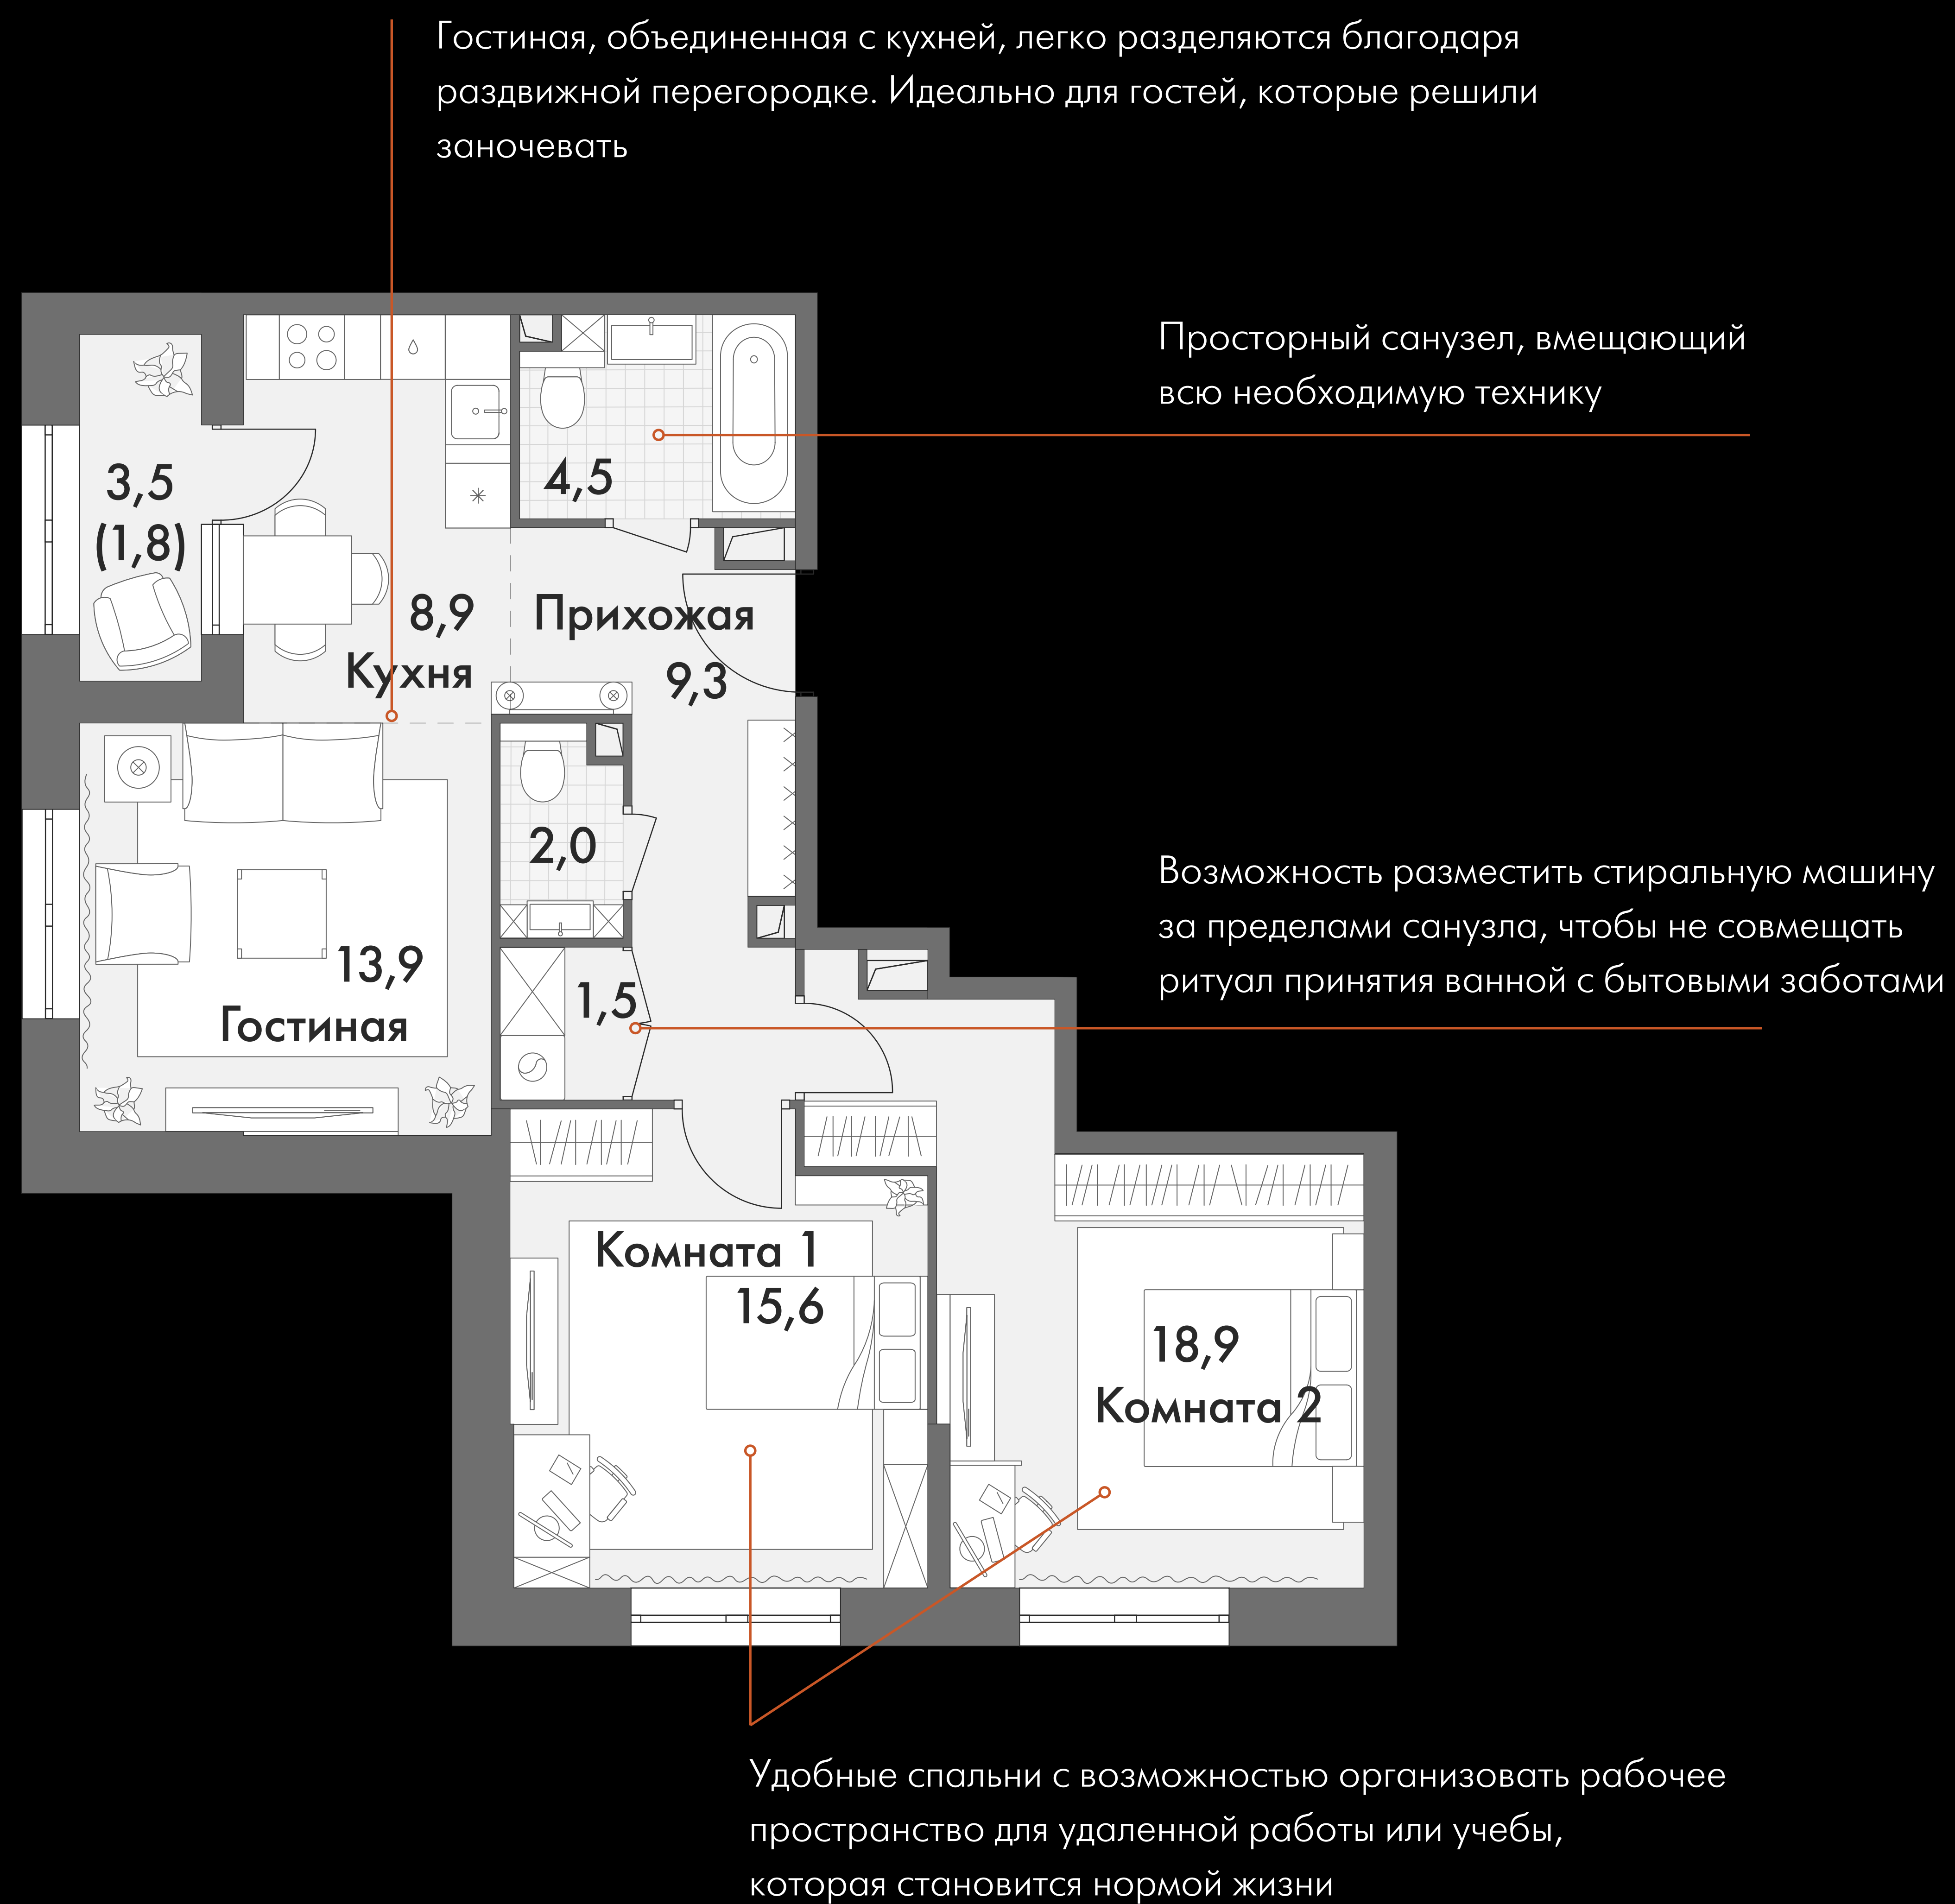 Гостиная, объединенная с кухней, легко разделяются благодаря
раздвижной перегородке. Идеально для гостей, которые решили
заночевать
Просторный санузел, вмещающий
всю необходимую технику
3,5
(1,8)
4,5
8,9
Кухня
Прихожая
9,3
2,0
Возможность разместить стиральную машину
за пределами санузла, чтобы не совмещать
ритуал принятия ванной с бытовыми заботами
13,9
Гостиная
1,5
Комната 1
15,6
18,9
Комната 2
Удобные спальни с возможностью организовать рабочее
пространство для удаленной работы или учебы,
которая становится нормой жизни